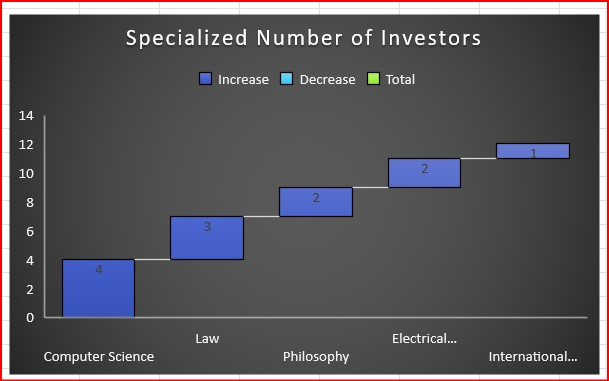 Specialized Number of Investors
Increase Decrease Total
14
12
10
8
6
4
2
0
4
3
2
2
1
Computer Science
Law
Philosophy
Electrical...
International...